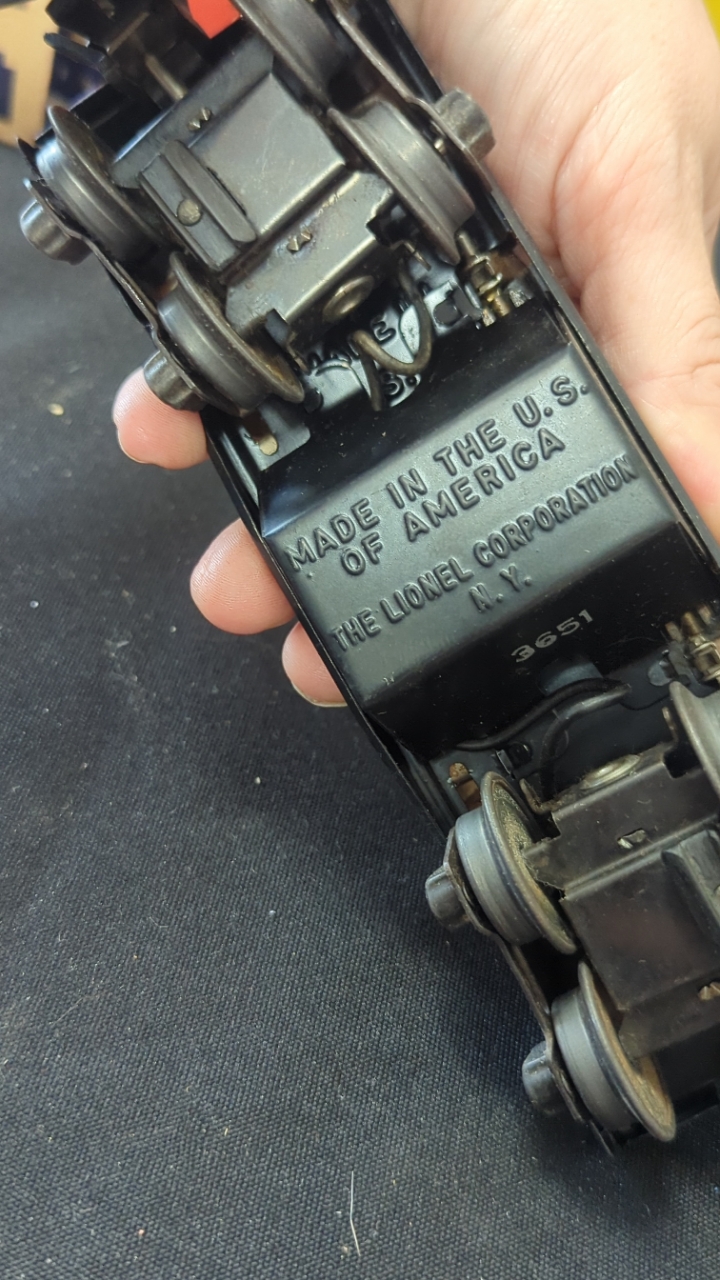 MADE IN THE U.S.
OF AMERICA
THE LIONEL CORPORATION
N.Y.
3651